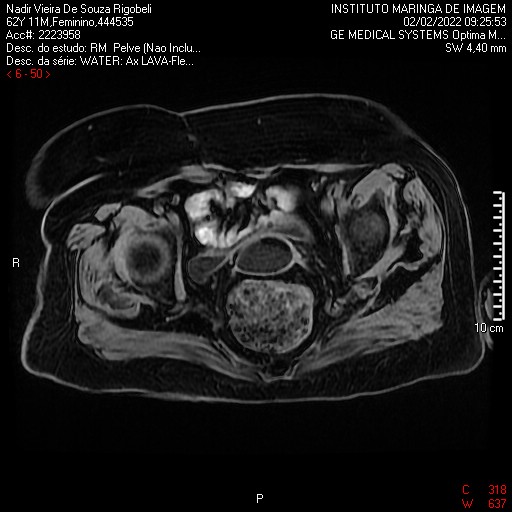 Nadir Vieira De Souza Rigobeli
62Y 11M,Feminino,444535
Acc#: 2223958
Desc. do estudo: RM Pelve (Nao Inclu...
Desc. da série: WATER: Ax LAVA-Fle...
< 6 - 50 >
INSTITUTO MARINGA DE IMAGEM
02/02/2022 09:25:53
GE MEDICAL SYSTEMS Optima M...
SW 4,40 mm
R
10 cm
P
C 318
W 637